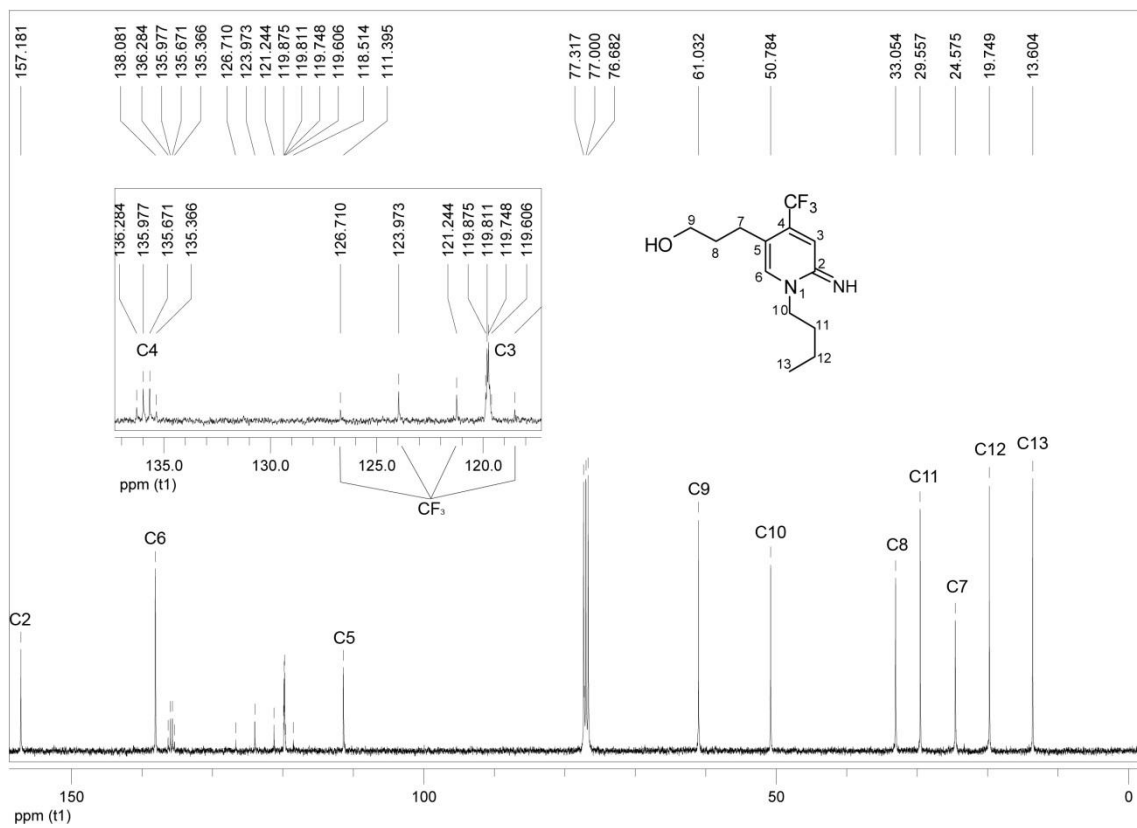 157.181
138.081
136.284
135.977
135.671
135.366
126.710
123.973
121.244
119.875
119.811
119.748
119.606
118.514
111.395
77.317
77.000
76.682
61.032
50.784
33.054
29.557
24.575
19.749
13.604
136.284
135.977
135.671
135.366
126.710
123.973
121.244
119.875
119.811
119.748
119.606
C4
C3
135.0 130.0 125.0 120.0
ppm (t1)
CF₃
CF₃
9 7 4 3
HO 8 5 2
6 N 1 NH
10 11
13 12
C2
C6
C5
C9
C10
C8
C11
C7
C12
C13
150 100 50 0
ppm (t1)